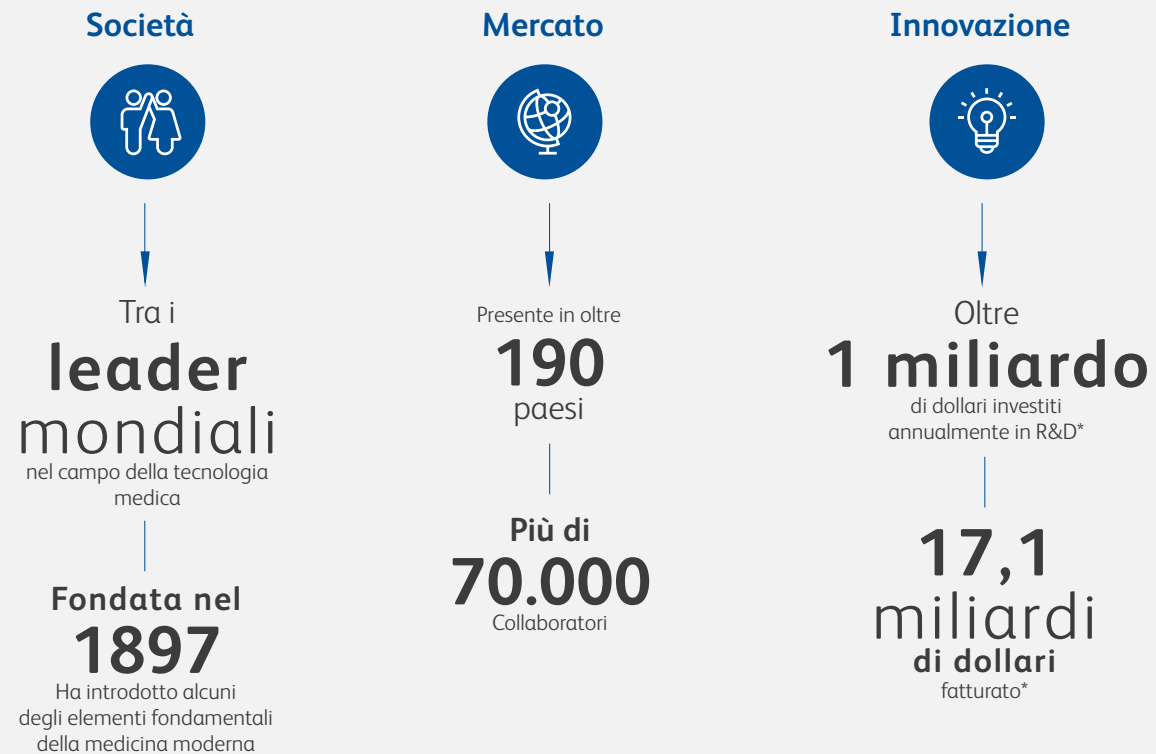 Società
Tra i
leader
mondiali
nel campo della tecnologia
medica
Fondata nel
1897
Ha introdotto alcuni
degli elementi fondamentali
della medicina moderna
Mercato
Presente in oltre
190
paesi
Più di
70.000
Collaboratori
Innovazione
Oltre
1 miliardo
di dollari investiti
annualmente in R&D*
17,1
miliardi
di dollari
fatturato*